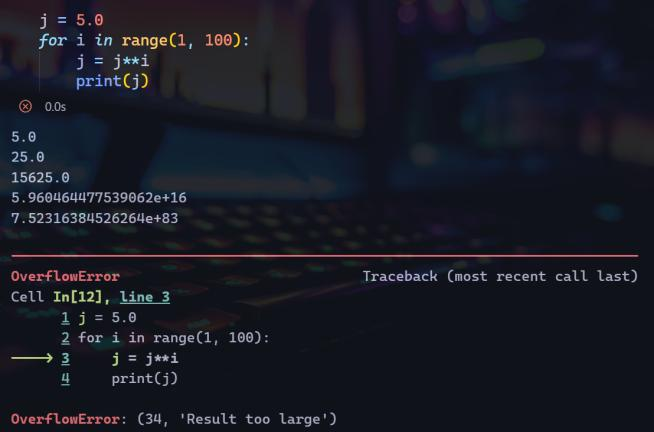 j = 5.0
for i in range(1, 100):
    j = j**i
    print(j)
0.0s
5.0
25.0
15625.0
5.960464477539062e+16
7.52316384526264e+83
OverflowError Traceback (most recent call last)
Cell In[12], line 3
1 j = 5.0
2 for i in range(1, 100):
3     j = j**i
4     print(j)
OverflowError: (34, 'Result too large')